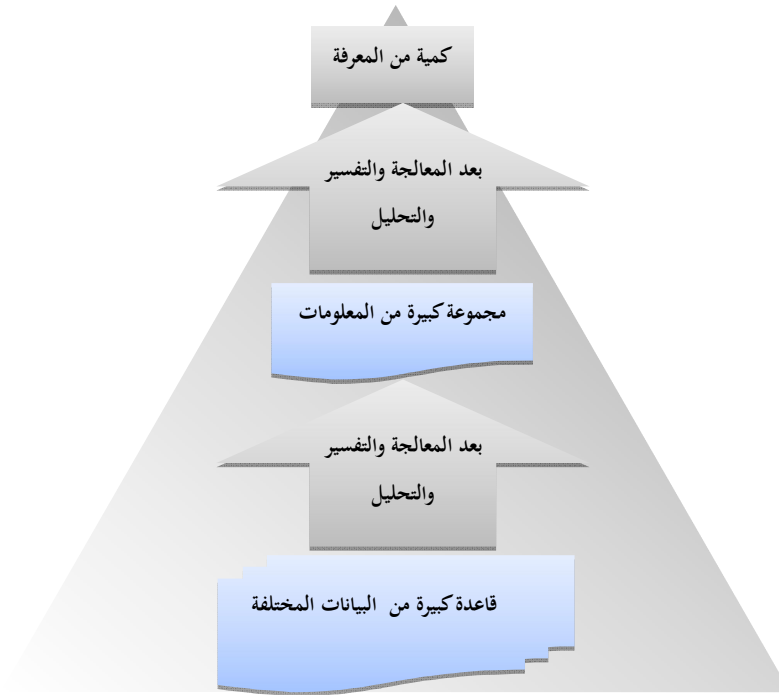 كمية من المعرفة
بعد المعالجة والتفسير
والتحليل
مجموعة كبيرة من المعلومات
بعد المعالجة والتفسير
والتحليل
قاعدة كبيرة من البيانات المختلفة